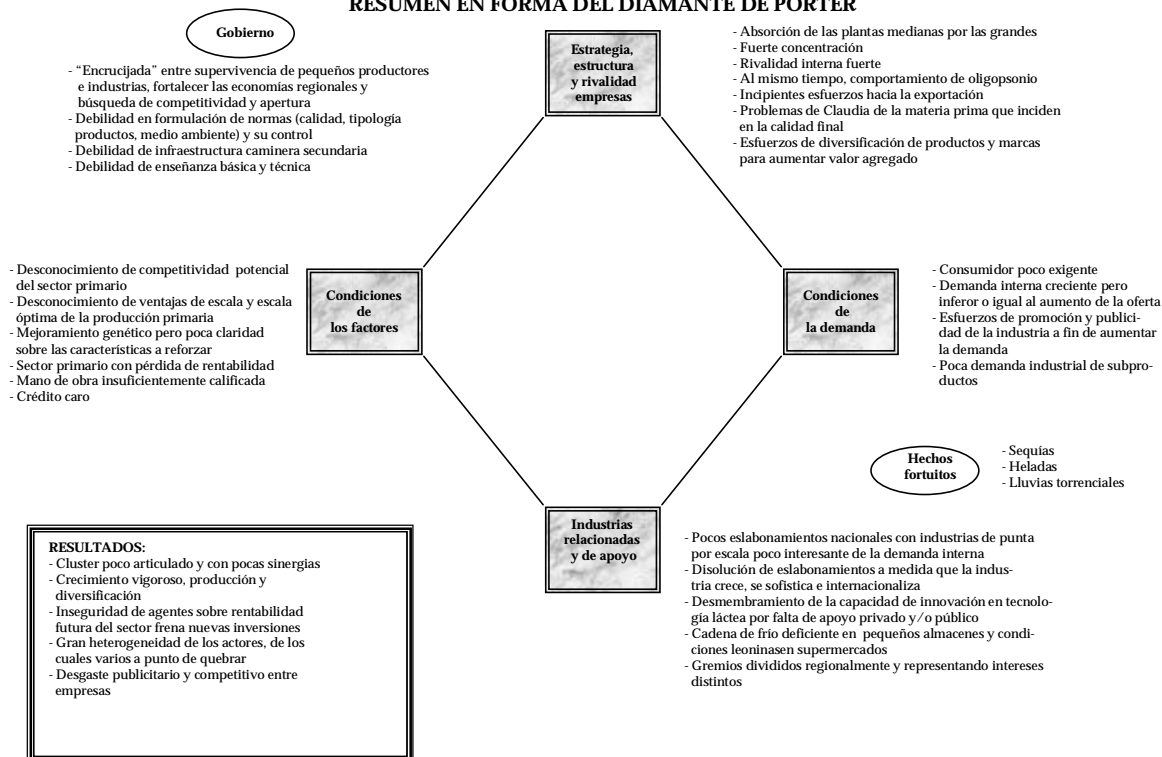 RESUMEN EN FORMA DEL DIAMANTE DE PORTER
Gobierno
- “Encrucijada” entre supervivencia de pequeños productores
e industrias, fortalecer las economías regionales y
búsqueda de competitividad y apertura
- Debilidad en formulación de normas (calidad, tipología
productos, medio ambiente) y su control
- Debilidad de infraestructura caminera secundaria
- Debilidad de enseñanza básica y técnica
Estrategia,
estructura
y rivalidad
empresas
- Absorción de las plantas medianas por las grandes
- Fuerte concentración
- Rivalidad interna fuerte
- Al mismo tiempo, comportamiento de oligopsonio
- Incipientes esfuerzos hacia la exportación
- Problemas de Claudia de la materia prima que inciden
en la calidad final
- Esfuerzos de diversificación de productos y marcas
para aumentar valor agregado
- Desconocimiento de competitividad potencial
del sector primario
- Desconocimiento de ventajas de escala y escala
óptima de la producción primaria
- Mejoramiento genético pero poca claridad
sobre las características a reforzar
- Sector primario con pérdida de rentabilidad
- Mano de obra insuficientemente calificada
- Crédito caro
Condiciones
de
los factores
Condiciones
de
la demanda
- Consumidor poco exigente
- Demanda interna creciente pero
inferor o igual al aumento de la oferta
- Esfuerzos de promoción y publici-
dad de la industria a fin de aumentar
la demanda
- Poca demanda industrial de subpro-
ductos
Hechos
fortuitos
- Sequías
- Heladas
- Lluvias torrenciales
Industrias
relacionadas
y de apoyo
- Pocos eslabonamientos nacionales con industrias de punta
por escala poco interesante de la demanda interna
- Disolución de eslabonamientos a medida que la indus-
tria crece, se sofistica e internacionaliza
- Desmembramiento de la capacidad de innovación en tecnolo-
gía láctea por falta de apoyo privado y/o público
- Cadena de frío deficiente en pequeños almacenes y condi-
ciones leoninasen supermercados
- Gremios divididos regionalmente y representando intereses
distintos
RESULTADOS:
- Cluster poco articulado y con pocas sinergias
- Crecimiento vigoroso, producción y
diversificación
- Inseguridad de agentes sobre rentabilidad
futura del sector frena nuevas inversiones
- Gran heterogeneidad de los actores, de los
cuales varios a punto de quebrar
- Desgaste publicitario y competitivo entre
empresas